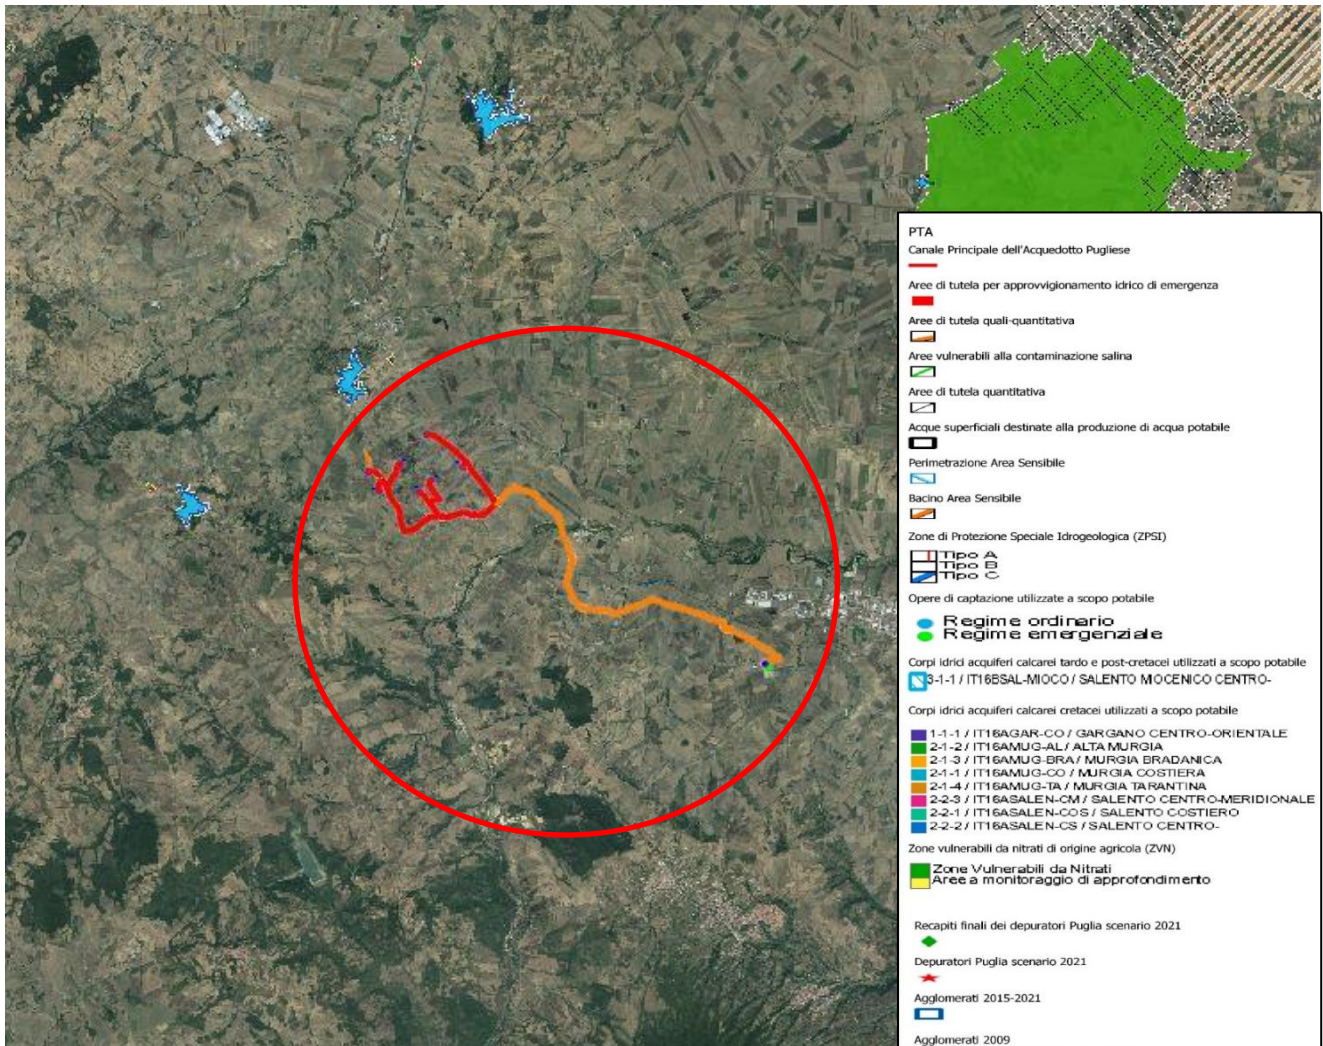 PTA
Canale Principale dell'Acquedotto Pugliese
Aree di tutela per approvvigionamento idrico di emergenza
Aree di tutela quali-quantitativa
Aree vulnerabili alla contaminazione salina
Aree di tutela quantitativa
Acque superficiali destinate alla produzione di acqua potabile
Perimetrazione Area Sensibile
Bacino Area Sensibile
Zone di Protezione Speciale Idrogeologica (ZPSI)
Tipo A
Tipo B
Tipo C
Opere di captazione utilizzate a scopo potabile
Regime ordinario
Regime emergenziale
Corpi idrici acquiferi calcarei tardo e post-cretacei utilizzati a scopo potabile
3-1-1 / IT16BSAL-MIOCO / SALENTO MIOCENICO CENTRO-
Corpi idrici acquiferi calcarei cretacei utilizzati a scopo potabile
1-1-1 / IT16AGAR-CO / GARGANO CENTRO-ORIENTALE
2-1-2 / IT16AMUG-AL / ALTA MURGIA
2-1-3 / IT16AMUG-BRA / MURGIA BRADANICA
2-1-1 / IT16AMUG-CO / MURGIA COSTIERA
2-1-4 / IT16AMUG-TA / MURGIA TARANTINA
2-2-3 / IT16ASALEN-CM / SALENTO CENTRO-MERIDIONALE
2-2-1 / IT16ASALEN-COS / SALENTO COSTIERO
2-2-2 / IT16ASALEN-CS / SALENTO CENTRO-
Zone vulnerabili da nitrati di origine agricola (ZVN)
Zone Vulnerabili da Nitrati
Aree a monitoraggio di approfondimento
Recapiti finali dei depuratori Puglia scenario 2021
Depuratori Puglia scenario 2021
Agglomerati 2015-2021
Agglomerati 2009